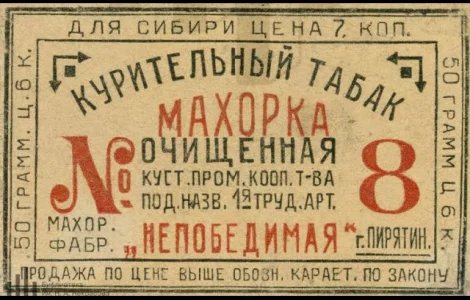 ДЛЯ СИБИРИ ЦЕНА 7, КОП.
50 ГРАММ. Ц. 6 К.
КУРИТЕЛЬНЫЙ ТАБАК
МАХОРКА
№ ОЧИЩЕННАЯ 8
КУСТ. ПРОМ. КООП. Т-ВА
ПОД. НАЗВ. 1Я ТРУД. АРТ.
МАХОР.
ФАБР.
„НЕПОБЕДИМАЯ“ г. ПИРЯТИН.
50 ГРАММ Ц. 6 К.
ПРОДАЖА ПО ЦЕНЕ ВЫШЕ ОБОЗН. КАРАЕТ. ПО ЗАКОНУ